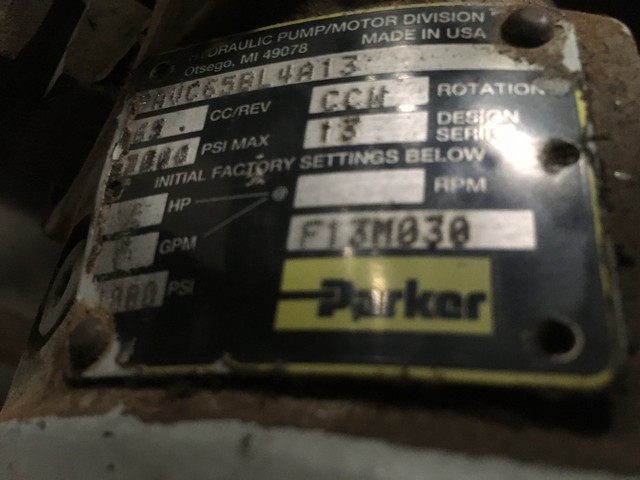 HYDRAULIC PUMP/MOTOR DIVISION
Otsego, MI 49078 MADE IN USA
PAVC65BL4A13
CC/REV CCW ROTATION
PSI MAX 13 DESIGN SERIES
INITIAL FACTORY SETTINGS BELOW
HP RPM
GPM F13M030
PSI Parker